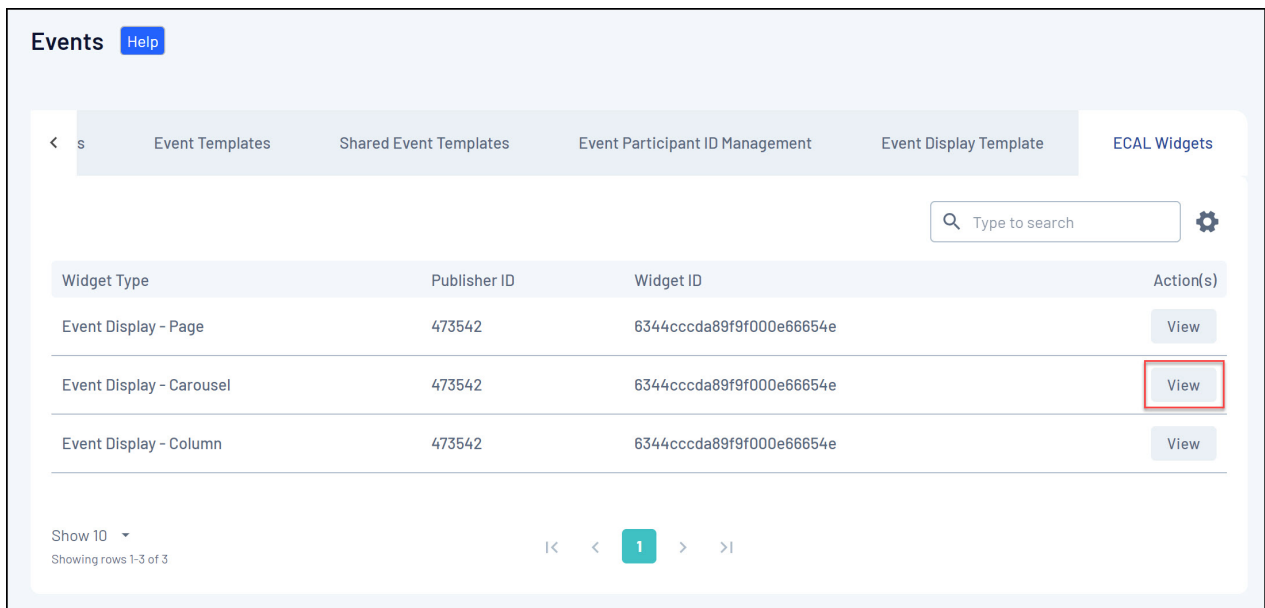 Events Help
s Event Templates Shared Event Templates Event Participant ID Management Event Display Template ECAL Widgets
Type to search
Widget Type Publisher ID Widget ID Action(s)
Event Display - Page 473542 6344cccda89f9f000e66654e View
Event Display - Carousel 473542 6344cccda89f9f000e66654e View
Event Display - Column 473542 6344cccda89f9f000e66654e View
Show 10
1
Showing rows 1-3 of 3